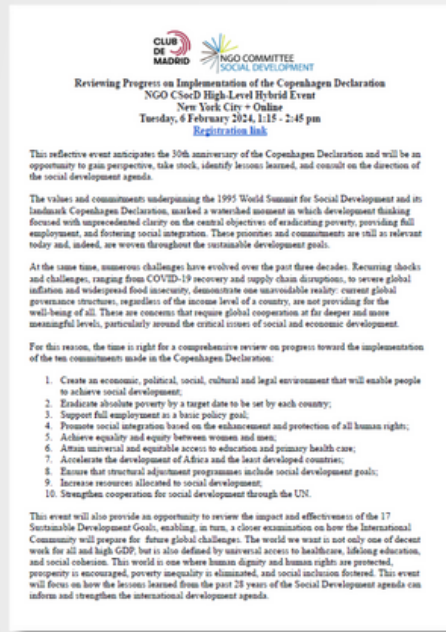 CLUB
DE
MADRID
NGO COMMITTEE
SOCIAL DEVELOPMENT
Reviewing Progress on Implementation of the Copenhagen Declaration
NGO CSocD High-Level Hybrid Event
New York City + Online
Tuesday, 6 February 2024, 1:15 - 2:45 pm
Registration link
This reflective event anticipates the 30th anniversary of the Copenhagen Declaration and will be an
opportunity to gain perspective, take stock, identify lessons learned, and consult on the direction of
the social development agenda.
The values and commitments underpinning the 1995 World Summit for Social Development and its
landmark Copenhagen Declaration, marked a watershed moment in which development thinking
focused with unprecedented clarity on the central objectives of eradicating poverty, providing full
employment, and fostering social integration. These priorities and commitments are still as relevant
today and, indeed, are woven throughout the sustainable development goals.
At the same time, numerous challenges have evolved over the past three decades. Recurring shocks
and challenges, ranging from COVID-19 recovery and supply chain disruptions, to severe global
inflation and widespread food insecurity, demonstrate one unavoidable reality: current global
governance structures, regardless of the income level of a country, are not providing for the
well-being of all. These are concerns that require global cooperation at far deeper and more
meaningful levels, particularly around the critical issues of social and economic development.
For this reason, the time is right for a comprehensive review on progress toward the implementation
of the ten commitments made in the Copenhagen Declaration:
1. Create an economic, political, social, cultural and legal environment that will enable people
to achieve social development;
2. Eradicate absolute poverty by a target date to be set by each country;
3. Support full employment as a basic policy goal;
4. Promote social integration based on the enhancement and protection of all human rights;
5. Achieve equality and equity between women and men;
6. Attain universal and equitable access to education and primary health care;
7. Accelerate the development of Africa and the least developed countries;
8. Ensure that structural adjustment programmes include social development goals;
9. Increase resources allocated to social development;
10. Strengthen cooperation for social development through the UN.
This event will also provide an opportunity to review the impact and effectiveness of the 17
Sustainable Development Goals, enabling, in turn, a closer examination on how the International
Community will prepare for future global challenges. The world we want is not only one of decent
work for all and high GDP, but is also defined by universal access to healthcare, lifelong education,
and social cohesion. This world is one where human dignity and human rights are protected,
prosperity is encouraged, poverty inequality is eliminated, and social inclusion fostered. This event
will focus on how the lessons learned from the past 28 years of the Social Development agenda can
inform and strengthen the international development agenda.